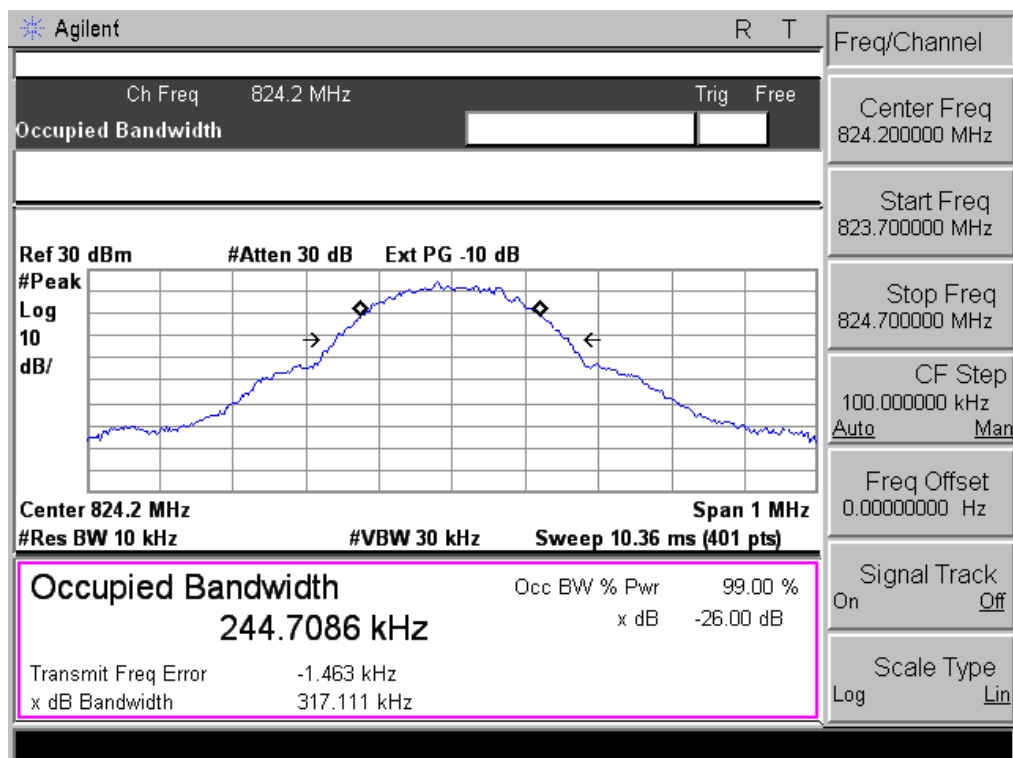 Agilent R T
Ch Freq 824.2 MHz Trig Free
Occupied Bandwidth
Ref 30 dBm #Atten 30 dB Ext PG -10 dB
#Peak
Log
10
dB/
Center 824.2 MHz Span 1 MHz
#Res BW 10 kHz #VBW 30 kHz Sweep 10.36 ms (401 pts)
Occupied Bandwidth Occ BW % Pwr 99.00 %
244.7086 kHz x dB -26.00 dB
Transmit Freq Error -1.463 kHz
x dB Bandwidth 317.111 kHz
Freq/Channel
Center Freq
824.200000 MHz
Start Freq
823.700000 MHz
Stop Freq
824.700000 MHz
CF Step
100.000000 kHz
Auto Man
Freq Offset
0.00000000 Hz
Signal Track
On Off
Scale Type
Log Lin